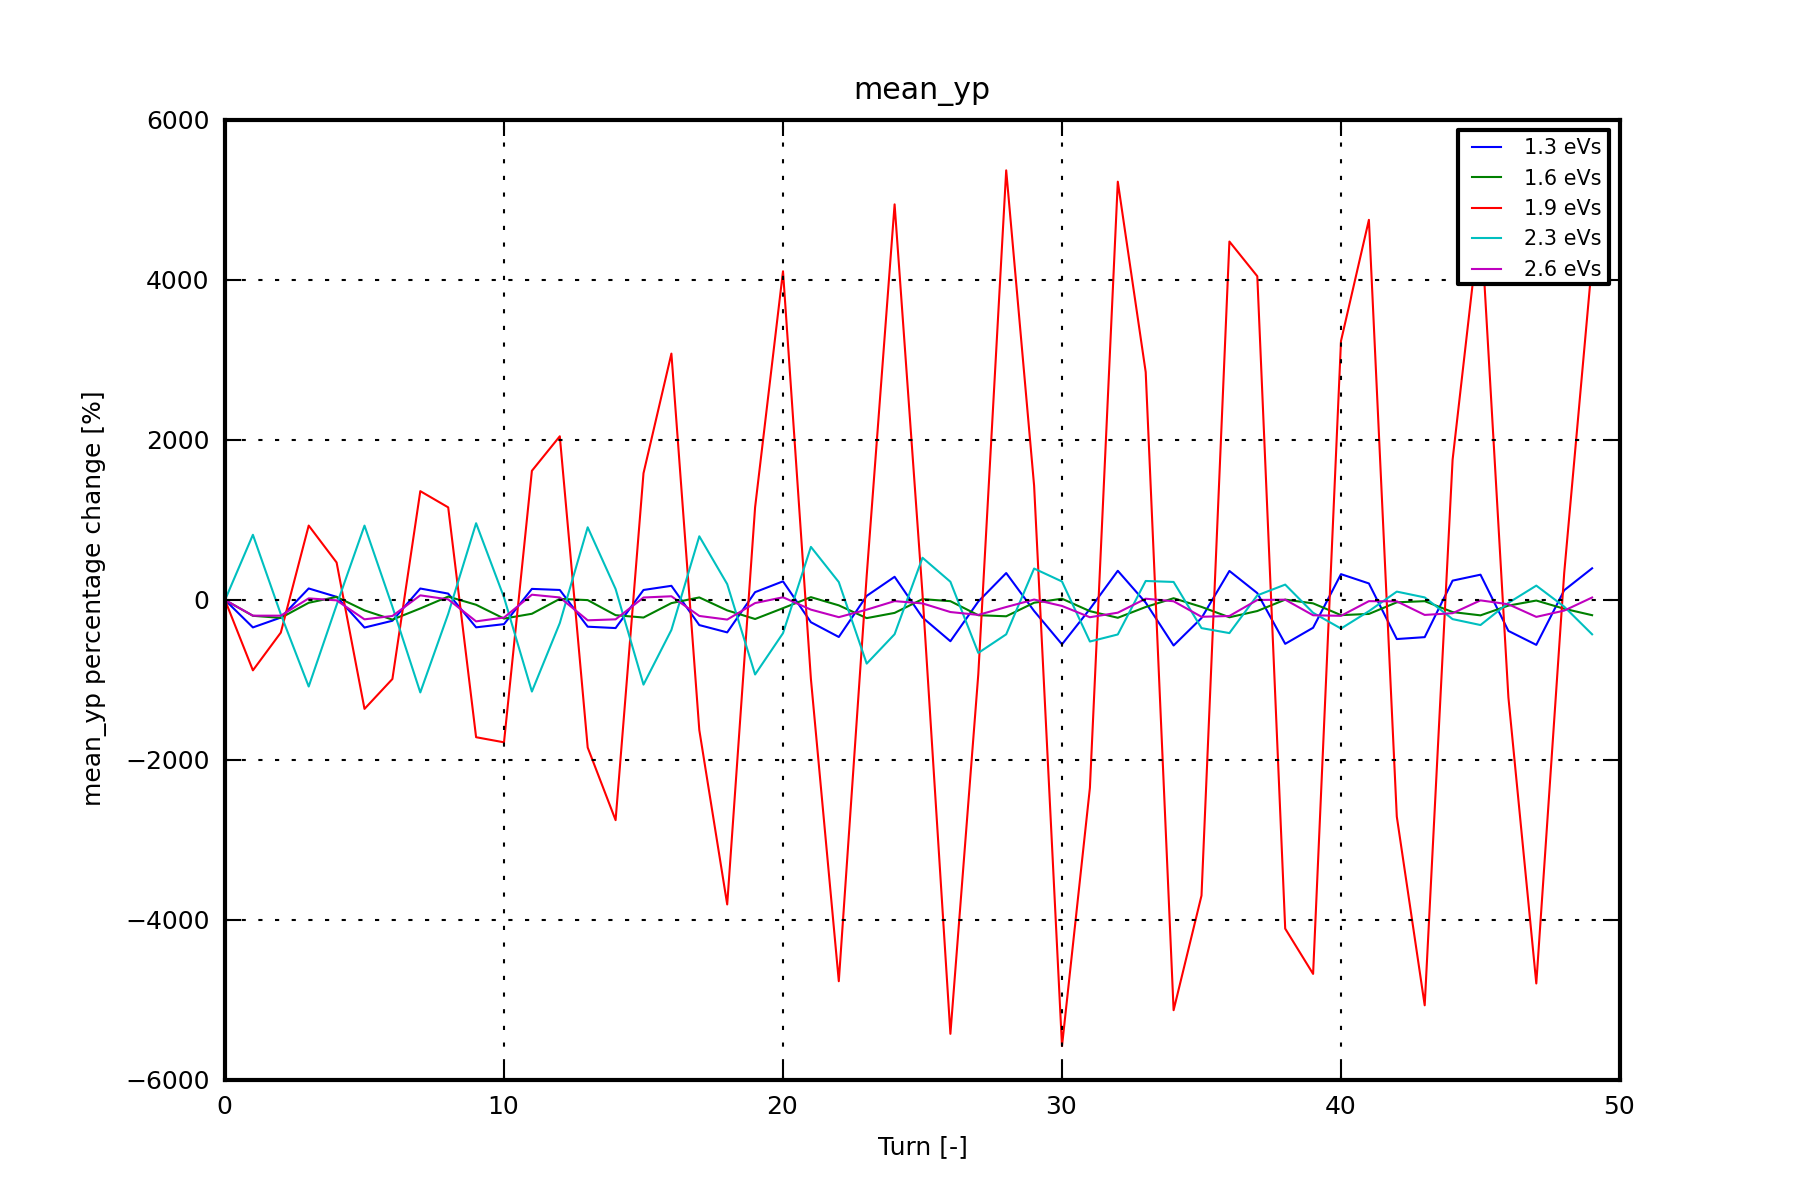 mean_yp
6000
4000
2000
0
−2000
−4000
−6000
mean_yp percentage change [%]
1.3 eVs
1.6 eVs
1.9 eVs
2.3 eVs
2.6 eVs
0 10 20 30 40 50
Turn [-]